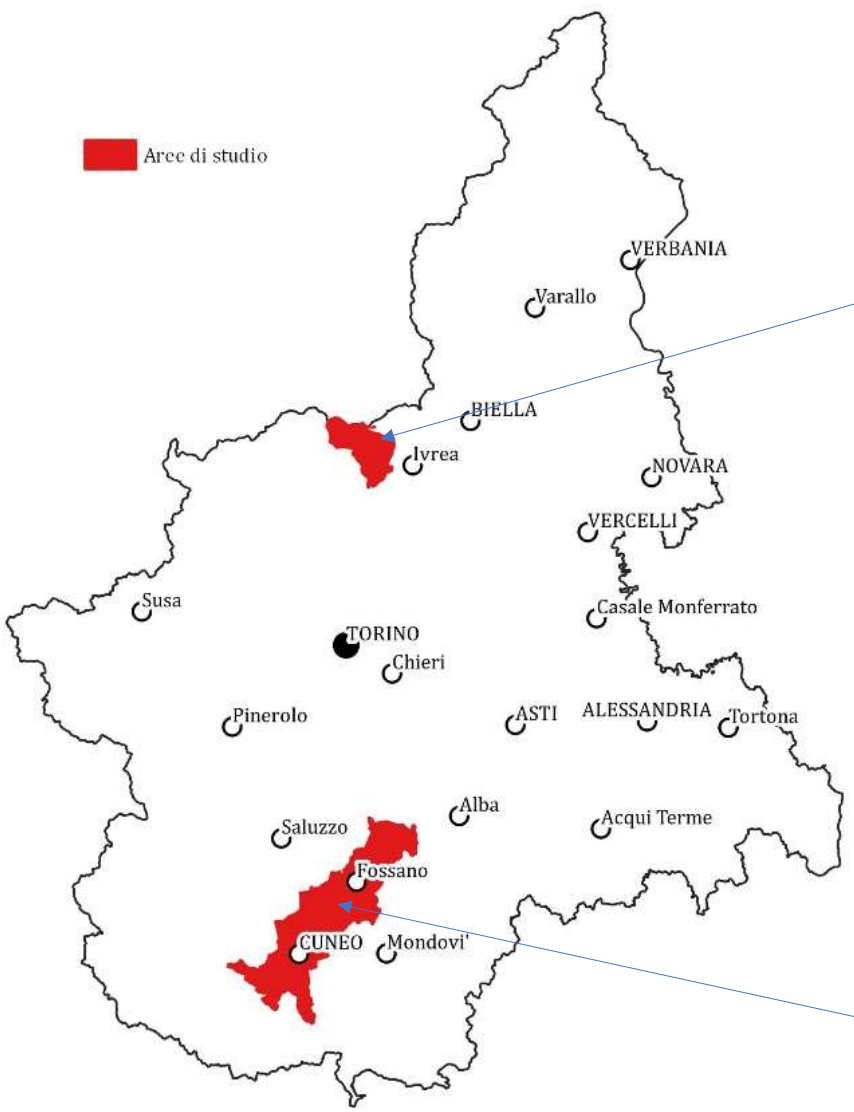 Aree di studio
VERBANIA
Varallo
BIELLA
Ivrea
NOVARA
VERCELLI
Susa
Casale Monferrato
TORINO
Chieri
Pinerolo
ASTI
ALESSANDRIA
Tortona
Alba
Saluzzo
Acqui Terme
Fossano
CUNEO
Mondovi'